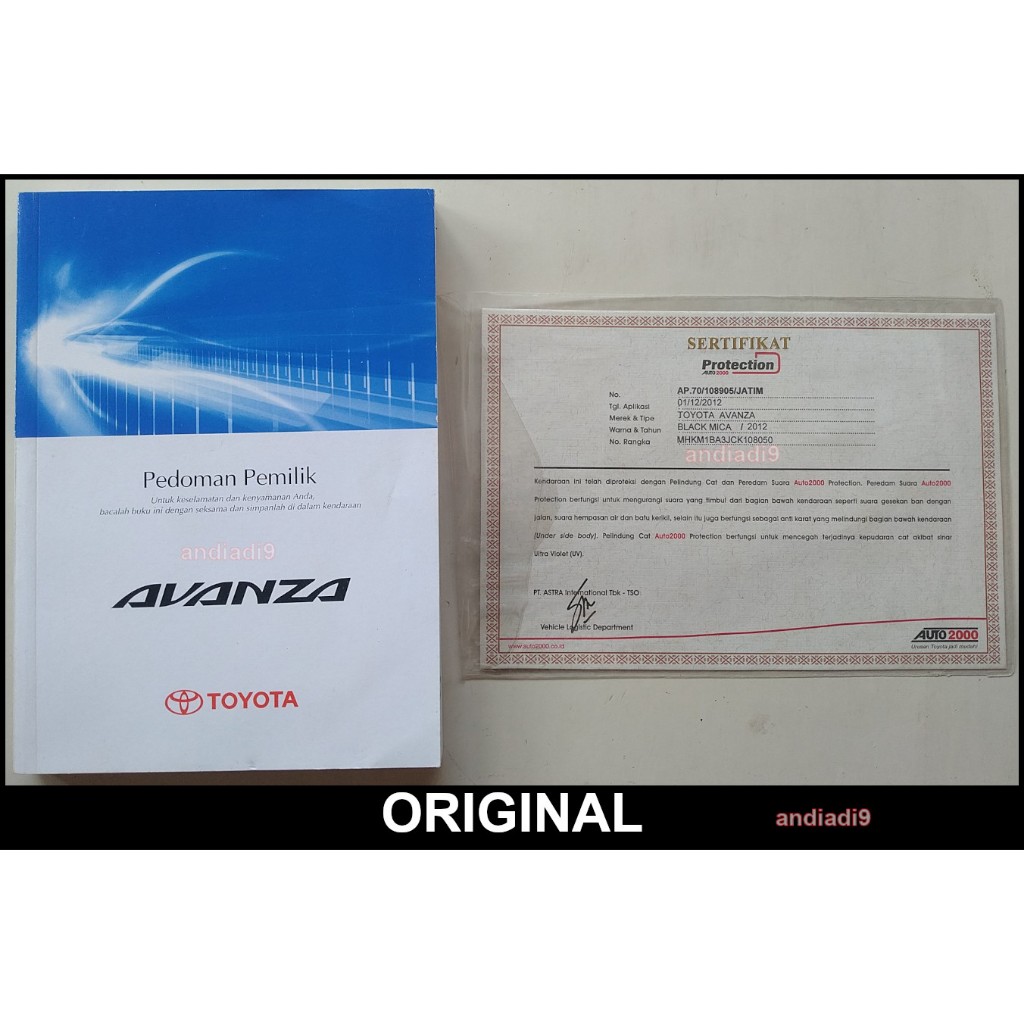 Pedoman Pemilik
Untuk keselamatan dan kenyamanan Anda,
bacalah buku ini dengan seksama dan simpanlah di dalam kendaraan
andiadi9
AVANZA
TOYOTA
SERTIFIKAT
Protection
AUTO2000
No. AP.70/108905/JATIM
Tgl. Aplikasi 01/12/2012
Merek & Tipe TOYOTA AVANZA
Warna & Tahun BLACK MICA / 2012
No. Rangka MHKM1BA3JCK108050
andiadi9
Kendaraan ini telah diproteksi dengan Pelindung Cat dan Peredam Suara Auto2000 Protection. Peredam Suara Auto2000
Protection berfungsi untuk mengurangi suara yang timbul dari bagian bawah kendaraan seperti suara gesekan ban dengan
jalan, suara hempasan air dan batu kerikil, selain itu juga berfungsi sebagai anti karat yang melindungi bagian bawah kendaraan
(Under side body). Pelindung Cat Auto2000 Protection berfungsi untuk mencegah terjadinya kepudaran cat akibat sinar
Ultra Violet (UV).
PT. ASTRA International Tbk - TSO
Vehicle Logistic Department
www.auto2000.co.id
AUTO2000
Urusan Toyota jadi mudah!
ORIGINAL
andiadi9